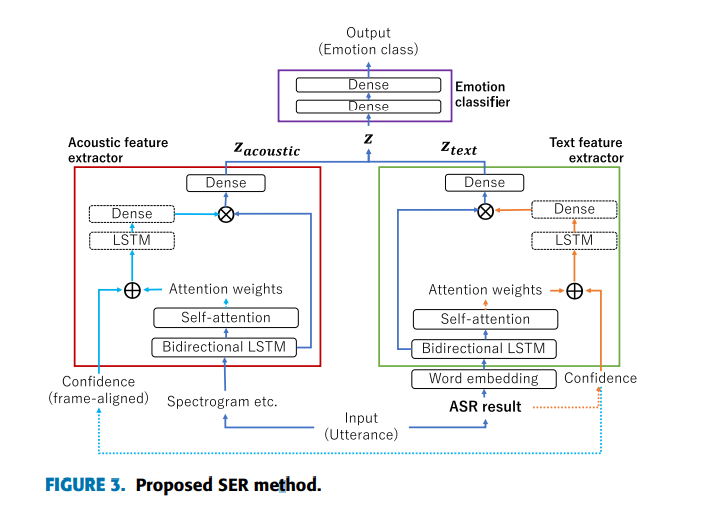 Output
(Emotion class)
Dense
Dense
Emotion
classifier
Acoustic feature
extractor
Zacoustic
Z
Ztext
Text feature
extractor
Dense
Dense
LSTM
Attention weights
Self-attention
Bidirectional LSTM
Dense
Dense
LSTM
Attention weights
Self-attention
Bidirectional LSTM
Word embedding
Confidence
(frame-aligned)
Spectrogram etc.
Input
(Utterance)
ASR result
Confidence
FIGURE 3. Proposed SER method.